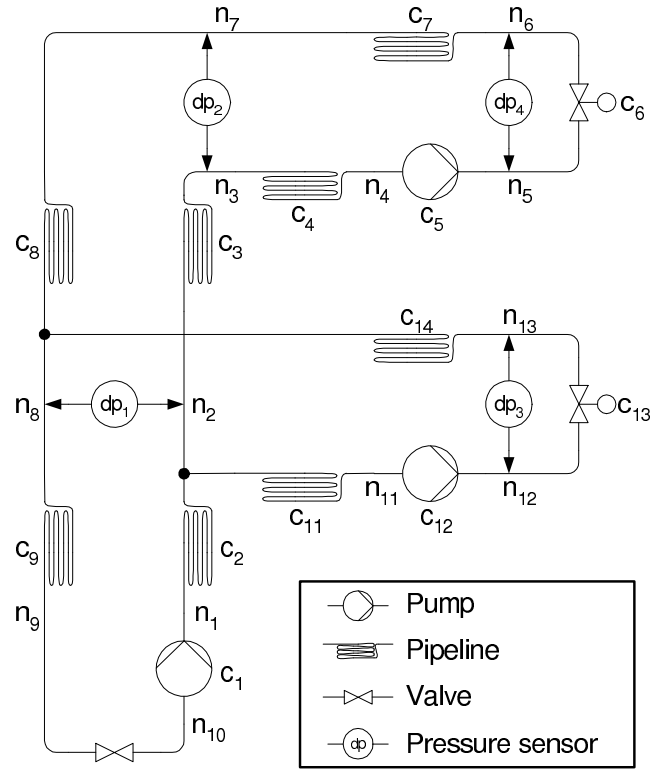 n7 c7 n6
dp2 dp4 c6
n3 c4 n4 c5 n5
c8 c3
c14 n13
n8 dp1 n2 dp3 c13
c11 n11 c12 n12
c9 c2
n9 n1
c1
n10
Pump
Pipeline
Valve
dp Pressure sensor